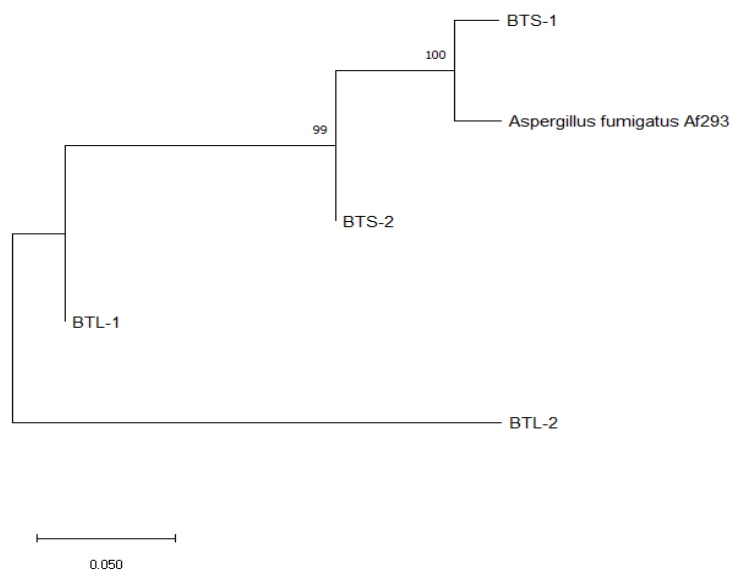 BTS-1
100
Aspergillus fumigatus Af293
99
BTS-2
BTL-1
BTL-2
0.050